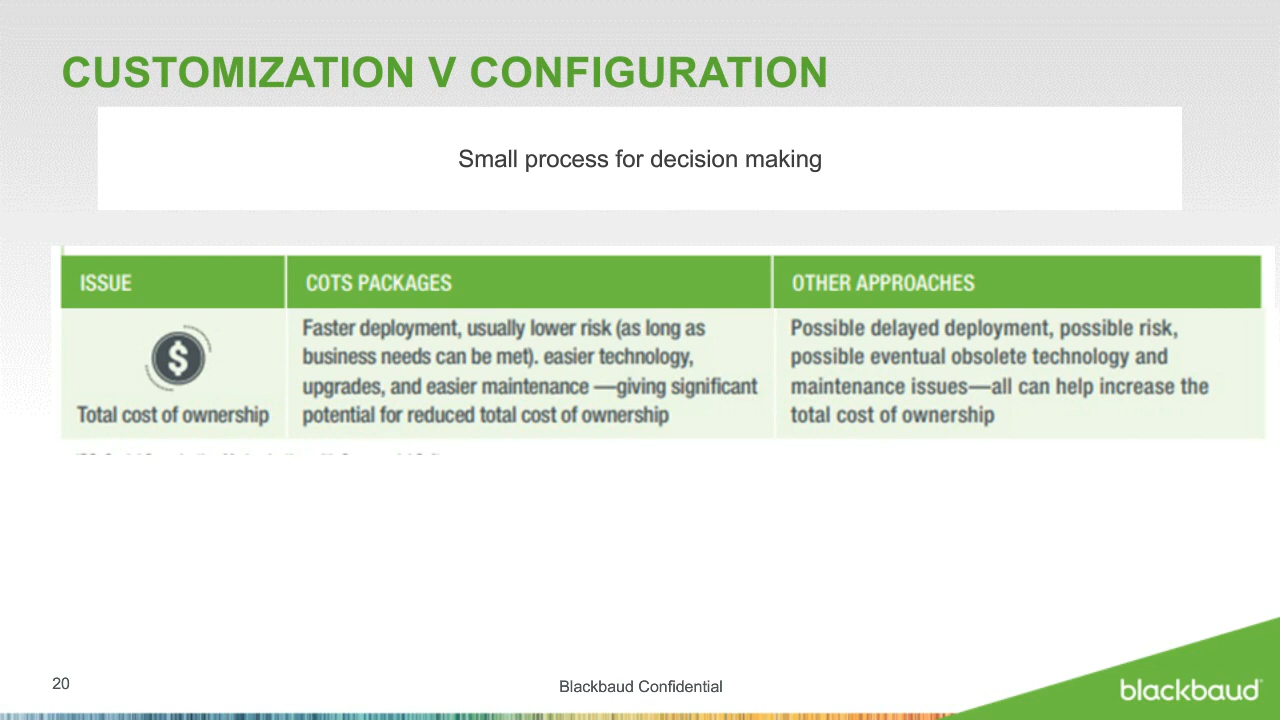 CUSTOMIZATION V CONFIGURATION
Small process for decision making
ISSUE
COTS PACKAGES
OTHER APPROACHES
Total cost of ownership
Faster deployment, usually lower risk (as long as
business needs can be met). easier technology,
upgrades, and easier maintenance —giving significant
potential for reduced total cost of ownership
Possible delayed deployment, possible risk,
possible eventual obsolete technology and
maintenance issues—all can help increase the
total cost of ownership
20
Blackbaud Confidential
blackbaud